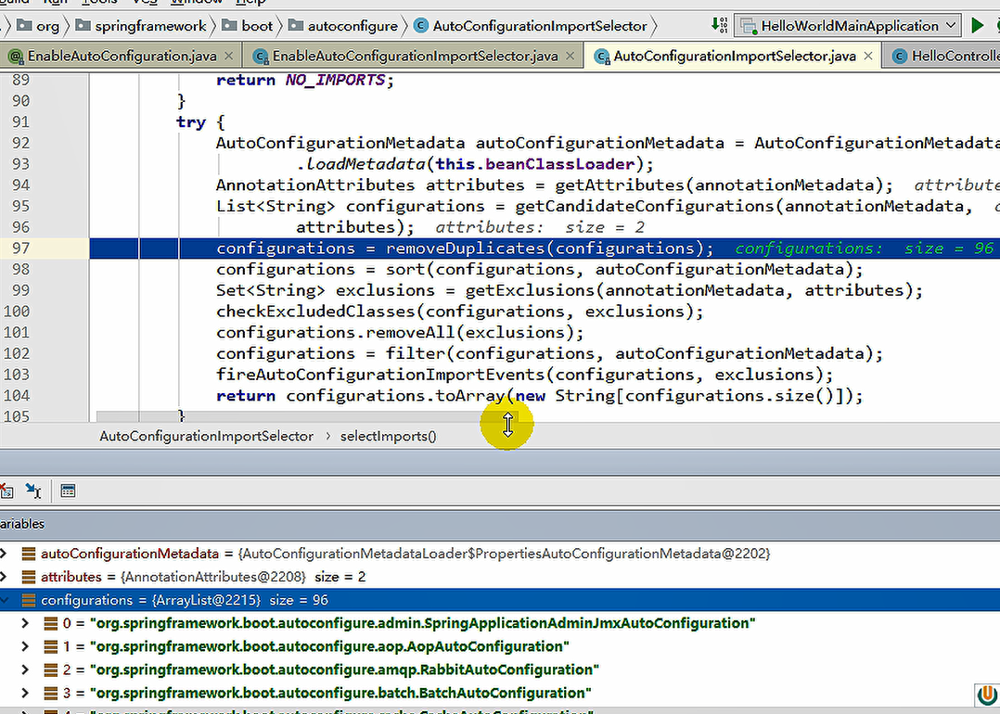 Run Tools VCS Window Help
org springframework boot autoconfigure AutoConfigurationImportSelector HelloWorldMainApplication
EnableAutoConfiguration.java × EnableAutoConfigurationImportSelector.java × AutoConfigurationImportSelector.java × HelloControlle
89 return NO_IMPORTS;
90 }
91 try {
92 AutoConfigurationMetadata autoConfigurationMetadata = AutoConfigurationMetadata
93 .loadMetadata(this.beanClassLoader);
94 AnnotationAttributes attributes = getAttributes(annotationMetadata); attribute
95 List<String> configurations = getCandidateConfigurations(annotationMetadata,
96 attributes); attributes: size = 2
97 configurations = removeDuplicates(configurations); configurations: size = 96
98 configurations = sort(configurations, autoConfigurationMetadata);
99 Set<String> exclusions = getExclusions(annotationMetadata, attributes);
100 checkExcludedClasses(configurations, exclusions);
101 configurations.removeAll(exclusions);
102 configurations = filter(configurations, autoConfigurationMetadata);
103 fireAutoConfigurationImportEvents(configurations, exclusions);
104 return configurations.toArray(new String[configurations.size()]);
105 }
AutoConfigurationImportSelector › selectImports()
ariables
autoConfigurationMetadata = {AutoConfigurationMetadataLoader$PropertiesAutoConfigurationMetadata@2202}
attributes = {AnnotationAttributes@2208} size = 2
configurations = {ArrayList@2215} size = 96
0 = "org.springframework.boot.autoconfigure.admin.SpringApplicationAdminJmxAutoConfiguration"
1 = "org.springframework.boot.autoconfigure.aop.AopAutoConfiguration"
2 = "org.springframework.boot.autoconfigure.amqp.RabbitAutoConfiguration"
3 = "org.springframework.boot.autoconfigure.batch.BatchAutoConfiguration"